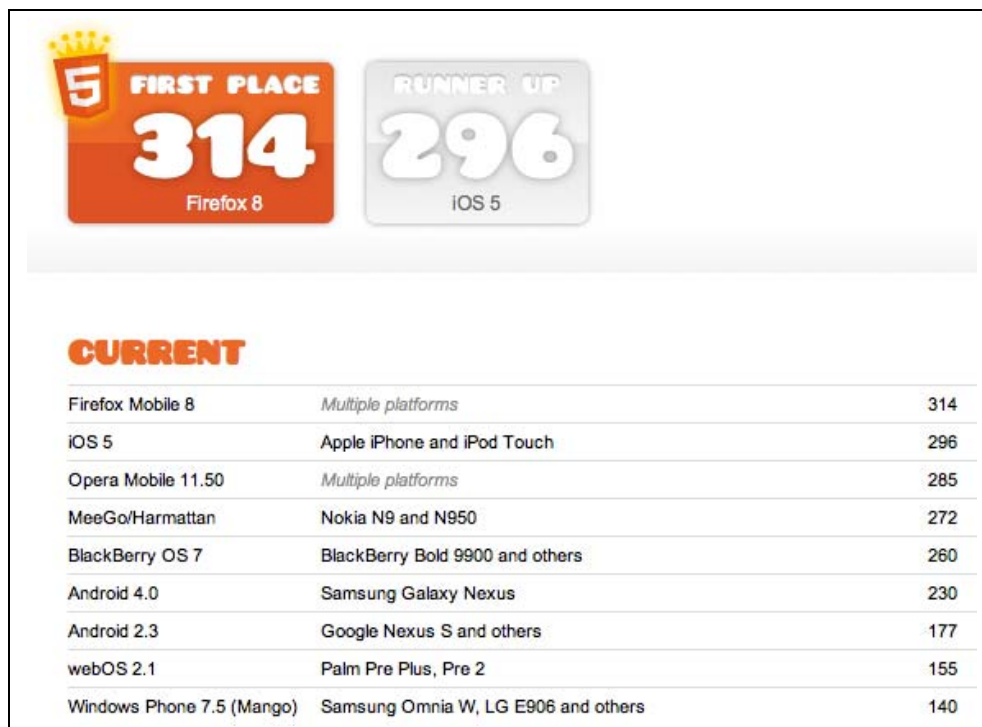 5
FIRST PLACE
314
Firefox 8
RUNNER UP
296
iOS 5
CURRENT
Firefox Mobile 8 Multiple platforms 314
iOS 5 Apple iPhone and iPod Touch 296
Opera Mobile 11.50 Multiple platforms 285
MeeGo/Harmattan Nokia N9 and N950 272
BlackBerry OS 7 BlackBerry Bold 9900 and others 260
Android 4.0 Samsung Galaxy Nexus 230
Android 2.3 Google Nexus S and others 177
webOS 2.1 Palm Pre Plus, Pre 2 155
Windows Phone 7.5 (Mango) Samsung Omnia W, LG E906 and others 140